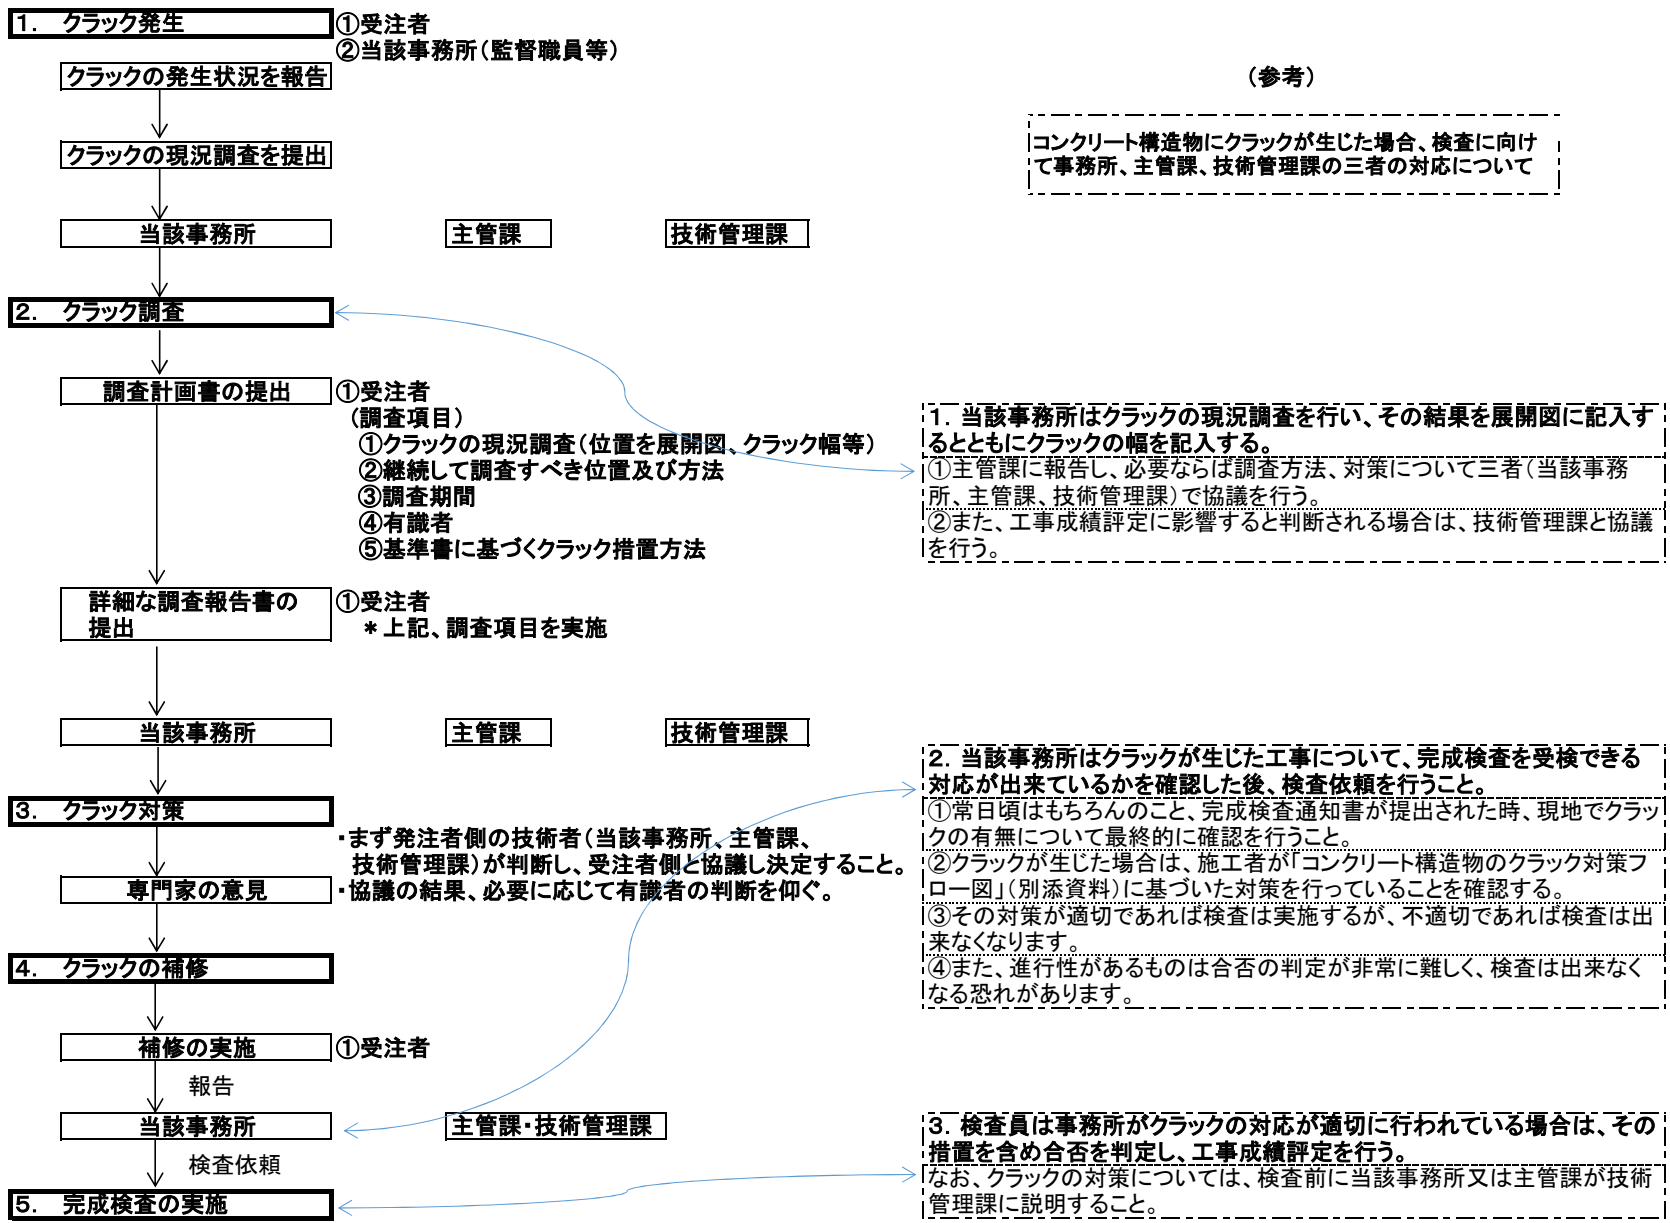 1. クラック発生
①受注者
②当該事務所(監督職員等)
クラックの発生状況を報告
クラックの現況調査を提出
当該事務所
主管課
技術管理課
(参考)
コンクリート構造物にクラックが生じた場合、検査に向け
て事務所、主管課、技術管理課の三者の対応について
2. クラック調査
調査計画書の提出
①受注者
(調査項目)
①クラックの現況調査(位置を展開図、クラック幅等)
②継続して調査すべき位置及び方法
③調査期間
④有識者
⑤基準書に基づくクラック措置方法
1. 当該事務所はクラックの現況調査を行い、その結果を展開図に記入す
るとともにクラックの幅を記入する。
①主管課に報告し、必要ならば調査方法、対策について三者(当該事務
所、主管課、技術管理課)で協議を行う。
②また、工事成績評定に影響すると判断される場合は、技術管理課と協議
を行う。
詳細な調査報告書の
提出
①受注者
*上記、調査項目を実施
当該事務所
主管課
技術管理課
3. クラック対策
・まず発注者側の技術者(当該事務所、主管課、
技術管理課)が判断し、受注者側と協議し決定すること。
・協議の結果、必要に応じて有識者の判断を仰ぐ。
専門家の意見
4. クラックの補修
2. 当該事務所はクラックが生じた工事について、完成検査を受検できる
対応が出来ているかを確認した後、検査依頼を行うこと。
①常日頃はもちろんのこと、完成検査通知書が提出された時、現地でクラッ
クの有無について最終的に確認を行うこと。
②クラックが生じた場合は、施工者が「コンクリート構造物のクラック対策フ
ロー図」(別添資料)に基づいた対策を行っていることを確認する。
③その対策が適切であれば検査は実施するが、不適切であれば検査は出
来なくなります。
④また、進行性があるものは合否の判定が非常に難しく、検査は出来なく
なる恐れがあります。
補修の実施
①受注者
報告
当該事務所
主管課・技術管理課
検査依頼
5. 完成検査の実施
3. 検査員は事務所がクラックの対応が適切に行われている場合は、その
措置を含め合否を判定し、工事成績評定を行う。
なお、クラックの対策については、検査前に当該事務所又は主管課が技術
管理課に説明すること。